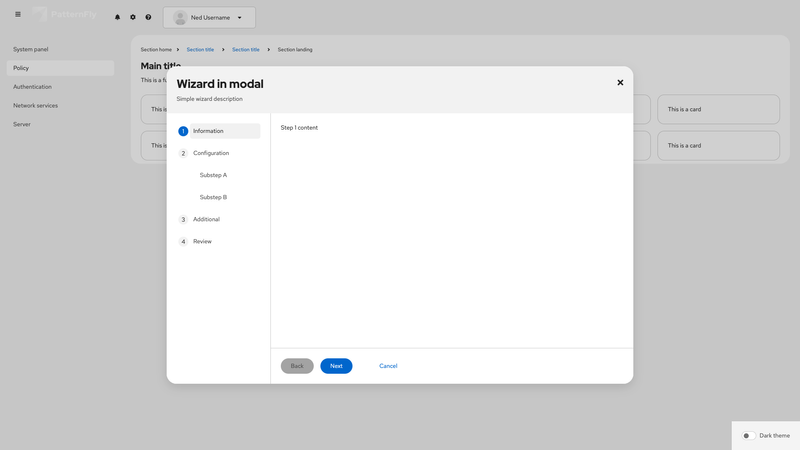 PatternFly
Ned Username
System panel
Policy
Authentication
Network services
Server
Section home
Section title
Section title
Section landing
Main title
This is a fu
This is
This is a card
This is
This is a card
Wizard in modal
Simple wizard description
1 Information
2 Configuration
Substep A
Substep B
3 Additional
4 Review
Step 1 content
Back
Next
Cancel
Dark theme